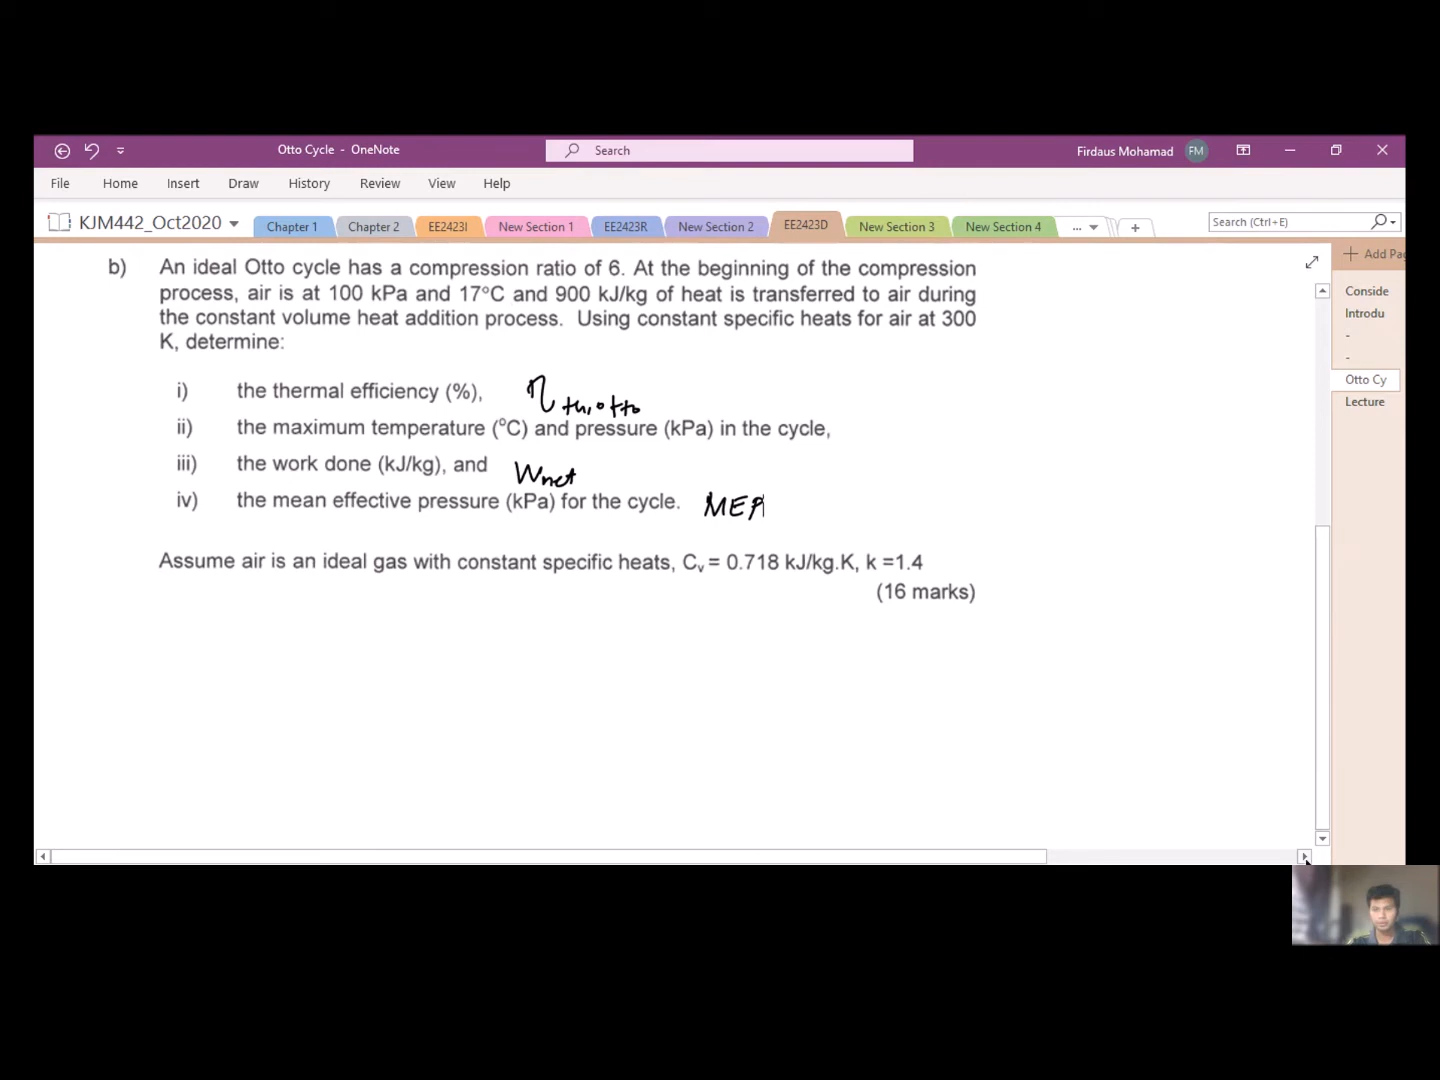 Otto Cycle - OneNote
Search
Firdaus Mohamad
FM
File Home Insert Draw History Review View Help
KJM442_Oct2020
Chapter 1 Chapter 2 EE2423I New Section 1 EE2423R New Section 2 EE2423D New Section 3 New Section 4 ...
Search (Ctrl+E)
Add Pag
Conside
Introdu
-
-
Otto Cy
Lecture
b) An ideal Otto cycle has a compression ratio of 6. At the beginning of the compression
process, air is at 100 kPa and 17°C and 900 kJ/kg of heat is transferred to air during
the constant volume heat addition process. Using constant specific heats for air at 300
K, determine:
i) the thermal efficiency (%), η th, otto
ii) the maximum temperature (°C) and pressure (kPa) in the cycle,
iii) the work done (kJ/kg), and Wnet
iv) the mean effective pressure (kPa) for the cycle. MEP
Assume air is an ideal gas with constant specific heats, Cv = 0.718 kJ/kg.K, k =1.4
(16 marks)